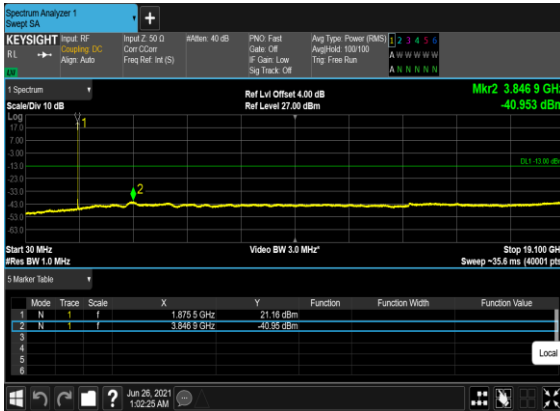 Spectrum Analyzer 1
Swept SA
KEYSIGHT
RL
Input: RF
Coupling: DC
Align: Auto
Input Z: 50 Ω
Corr CCorr
Freq Ref: Int (S)
#Atten: 40 dB
PNO: Fast
Gate: Off
IF Gain: Low
Sig Track: Off
Avg Type: Power (RMS)
Avg|Hold: 100/100
Trig: Free Run
1 2 3 4 5 6
A W W W W W
A N N N N N
1 Spectrum
Scale/Div 10 dB
Ref Lvl Offset 4.00 dB
Ref Level 27.00 dBm
Mkr2 3.846 9 GHz
-40.953 dBm
Log
17.0
7.00
-3.00
-13.0
-23.0
-33.0
-43.0
-53.0
-63.0
1
2
DL1 -13.00 dBm
Start 30 MHz
#Res BW 1.0 MHz
Video BW 3.0 MHz*
Stop 19.100 GHz
Sweep ~35.6 ms (40001 pts)
5 Marker Table
Mode Trace Scale X Y Function Function Width Function Value
1 N 1 f 1.875 5 GHz 21.16 dBm
2 N 1 f 3.846 9 GHz -40.95 dBm
3
4
5
6
Local
?
Jun 26, 2021
1:02:25 AM